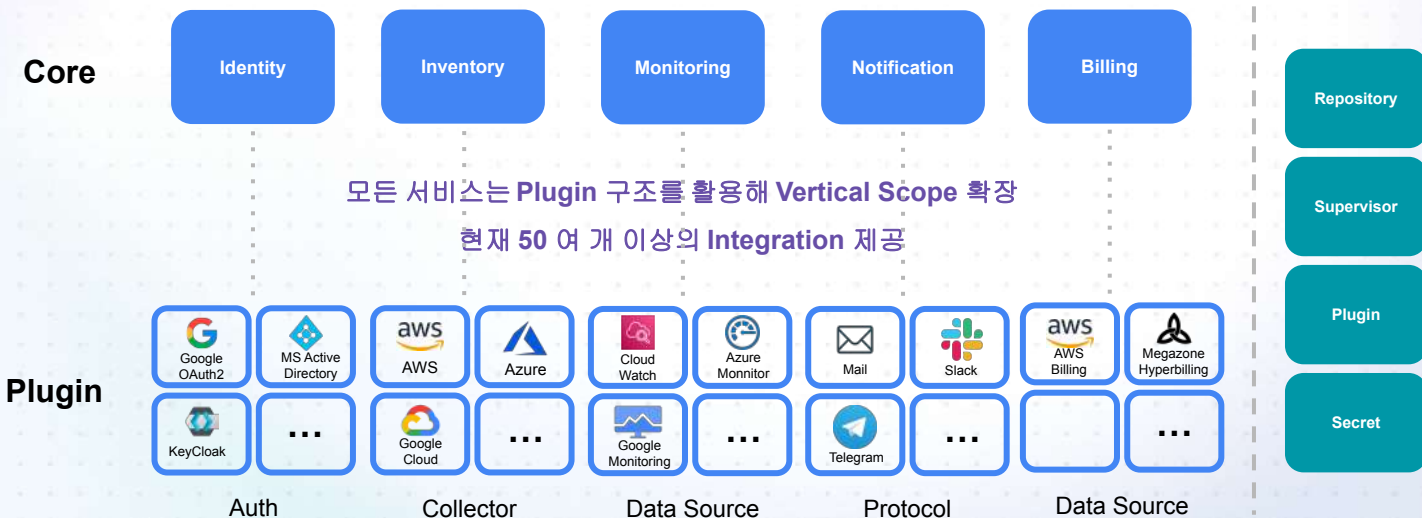 Core
Identity
Inventory
Monitoring
Notification
Billing
모든 서비스는 Plugin 구조를 활용해 Vertical Scope 확장
현재 50 여 개 이상의 Integration 제공
Plugin
Google
OAuth2
MS Active
Directory
KeyCloak
...
aws
AWS
Azure
Google
Cloud
...
Cloud
Watch
Azure
Monnitor
Google
Monitoring
...
Mail
Slack
Telegram
...
aws
AWS
Billing
Megazone
Hyperbilling
...
Auth
Collector
Data Source
Protocol
Data Source
Repository
Supervisor
Plugin
Secret